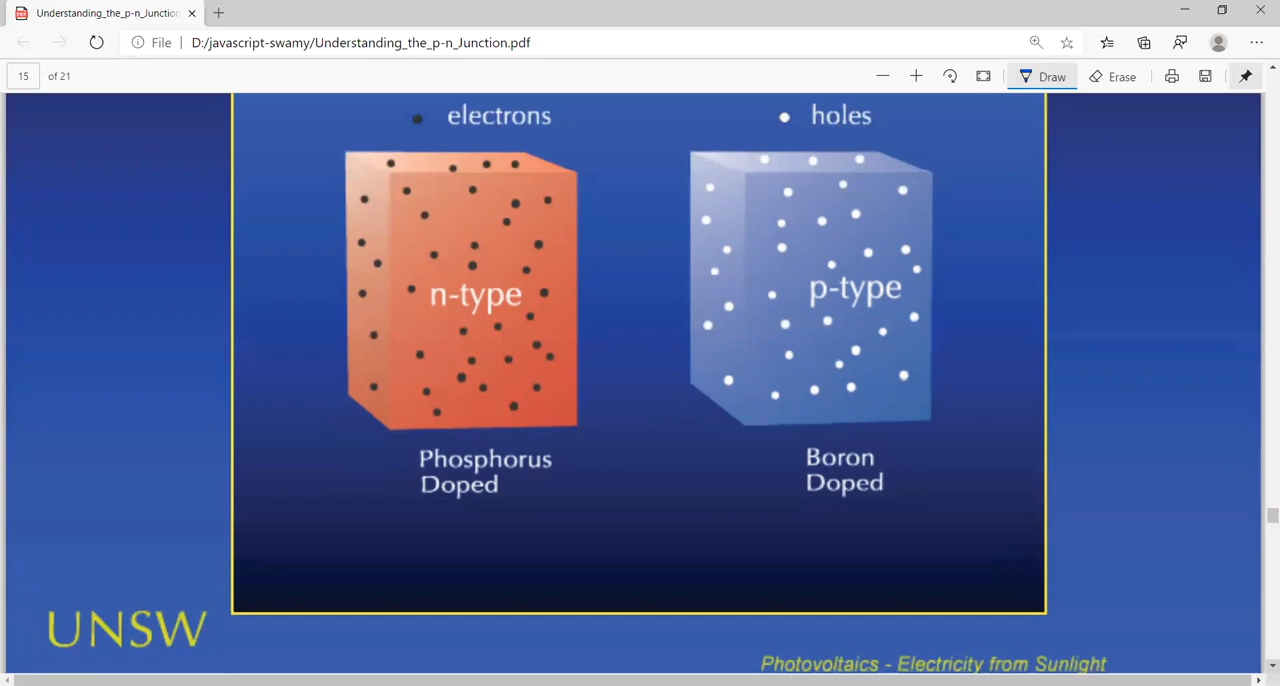 Understanding_the_p-n_Junction
File
D:/javascript-swamy/Understanding_the_p-n_Junction.pdf
15 of 21
Draw
Erase
electrons
holes
n-type
p-type
Phosphorus
Doped
Boron
Doped
UNSW
Photovoltaics - Electricity from Sunlight